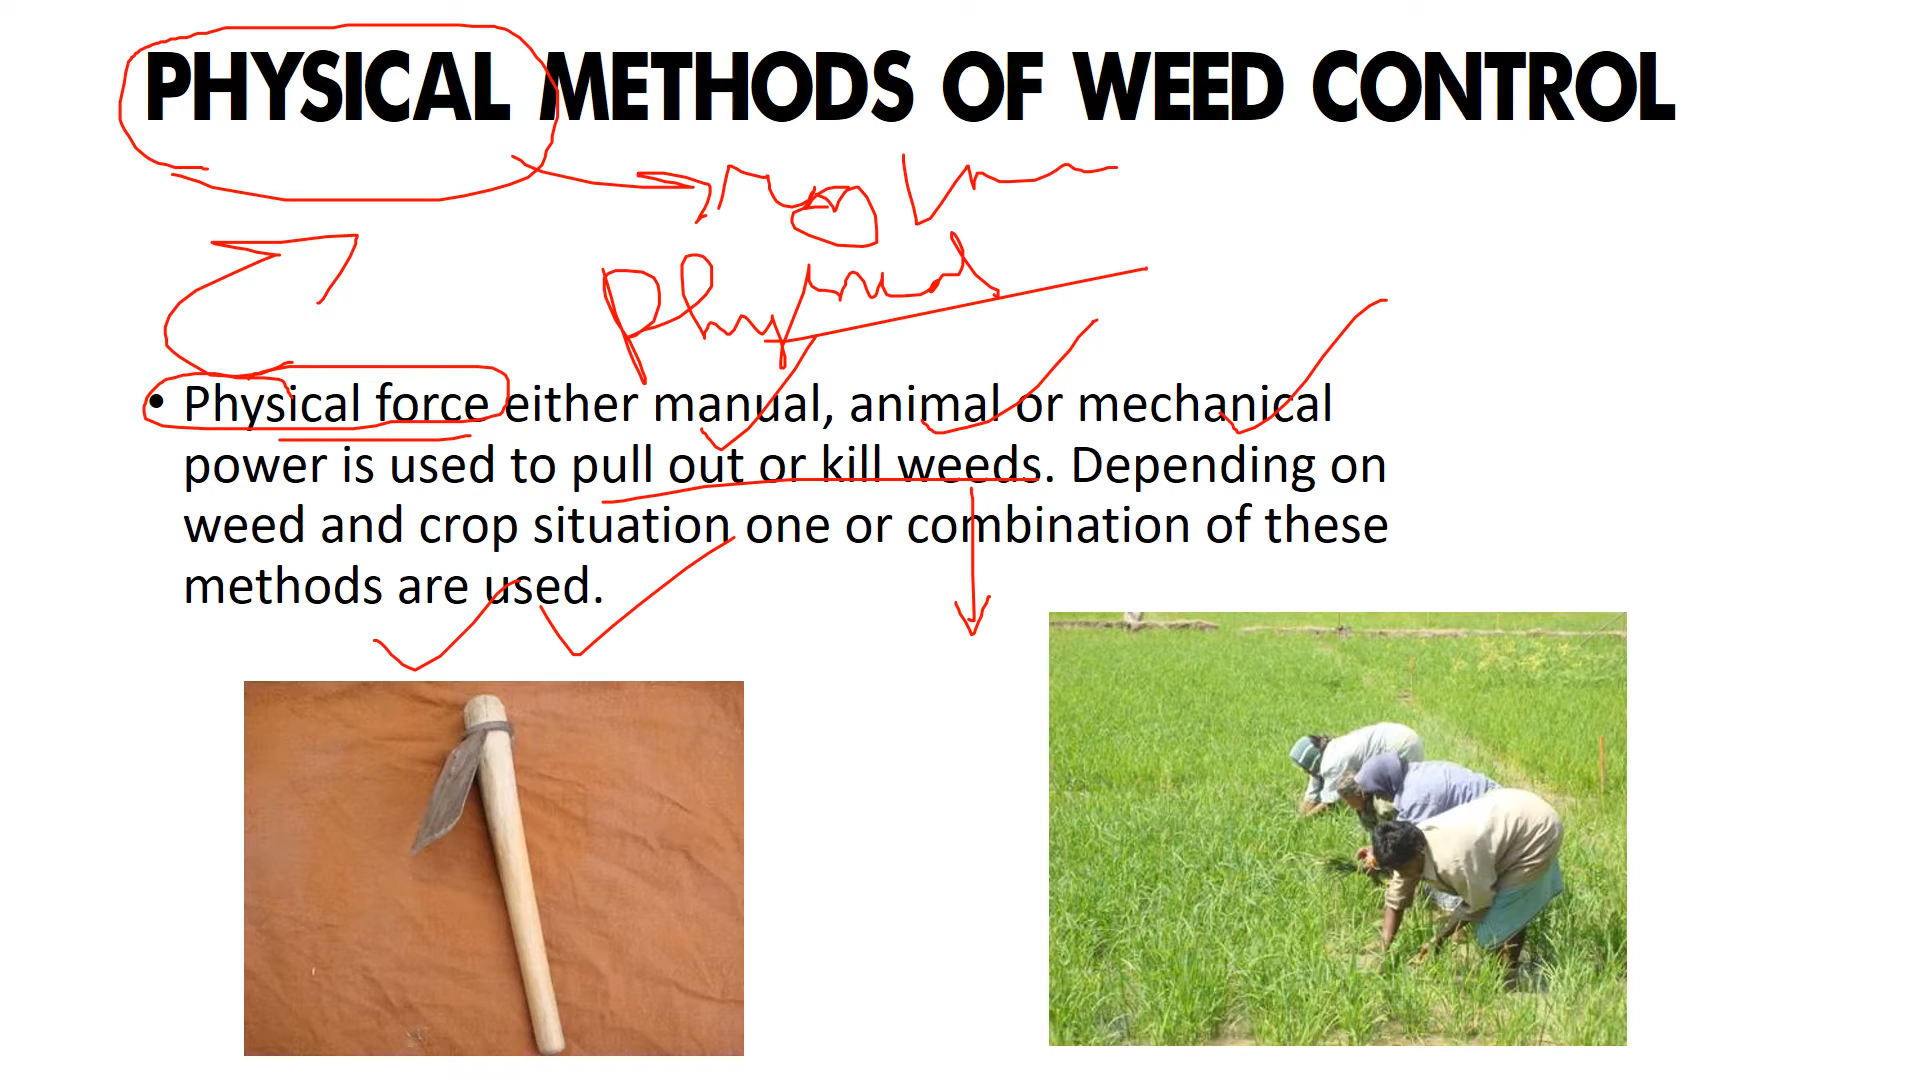 PHYSICAL METHODS OF WEED CONTROL
Physical
• Physical force either manual, animal or mechanical
power is used to pull out or kill weeds. Depending on
weed and crop situation one or combination of these
methods are used.